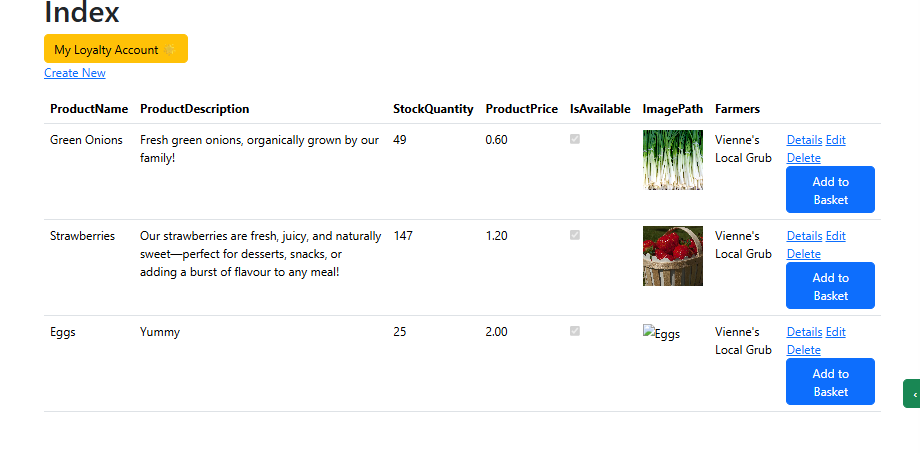 Index
My Loyalty Account
Create New
ProductName ProductDescription StockQuantity ProductPrice IsAvailable ImagePath Farmers
Green Onions Fresh green onions, organically grown by our 49 0.60 Vienne's Details Edit
family! Local Grub Delete
Add to
Basket
Strawberries Our strawberries are fresh, juicy, and naturally 147 1.20 Vienne's Details Edit
sweet—perfect for desserts, snacks, or Local Grub Delete
adding a burst of flavour to any meal! Add to
Basket
Eggs Yummy 25 2.00 Eggs Vienne's Details Edit
Local Grub Delete
Add to
Basket